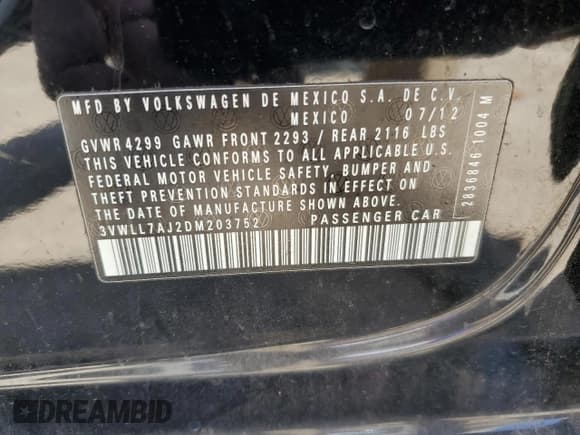 MFD BY VOLKSWAGEN DE MEXICO S.A. DE C.V.
MEXICO 07/12
GVWR 4299 GAWR FRONT 2293 / REAR 2116 LBS
THIS VEHICLE CONFORMS TO ALL APPLICABLE U.S.
FEDERAL MOTOR VEHICLE SAFETY, BUMPER AND
THEFT PREVENTION STANDARDS IN EFFECT ON
THE DATE OF MANUFACTURE SHOWN ABOVE.
3VWLL7AJ2DM203752 PASSENGER CAR
2836846 1004 M
DREAMBID